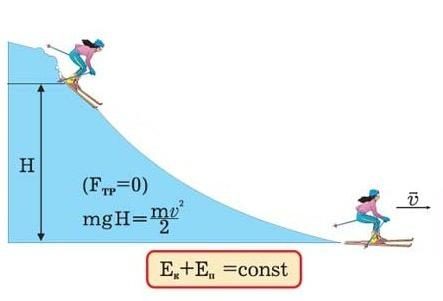 H
(Fтр=0)
mgH=mv²/2
v⃗
Eк+Eп =const